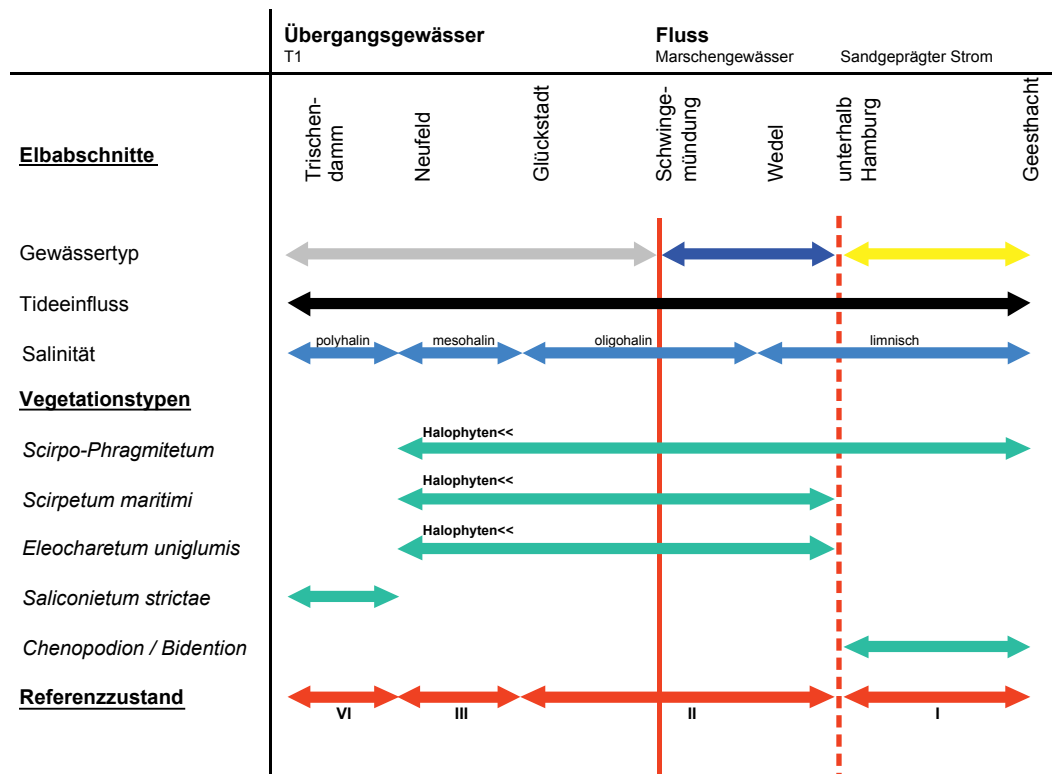 Übergangsgewässer
T1
Fluss
Marschengewässer
Sandgeprägter Strom
Elbabschnitte
Trischen-
damm
Neufeld
Glückstadt
Schwinge-
mündung
Wedel
unterhalb
Hamburg
Geesthacht
Gewässertyp
Tideeinfluss
Salinität
polyhalin
mesohalin
oligohalin
limnisch
Vegetationstypen
Scirpo-Phragmitetum
Halophyten<<
Scirpetum maritimi
Halophyten<<
Eleocharetum uniglumis
Halophyten<<
Saliconietum strictae
Chenopodion / Bidention
Referenzzustand
VI
III
II
I